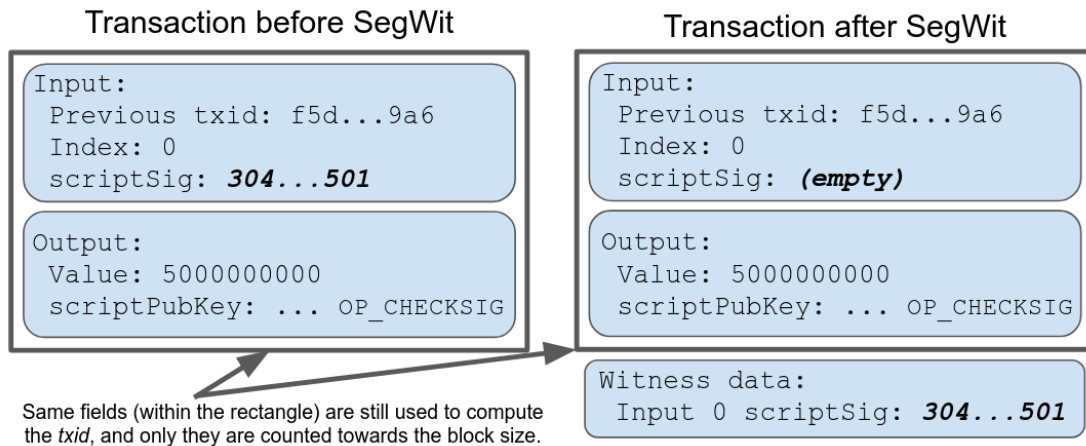 Transaction before SegWit
Input:
Previous txid: f5d...9a6
Index: 0
scriptSig: 304...501
Output:
Value: 5000000000
scriptPubKey: ... OP_CHECKSIG
Same fields (within the rectangle) are still used to compute
the txid, and only they are counted towards the block size.
Transaction after SegWit
Input:
Previous txid: f5d...9a6
Index: 0
scriptSig: (empty)
Output:
Value: 5000000000
scriptPubKey: ... OP_CHECKSIG
Witness data:
Input 0 scriptSig: 304...501